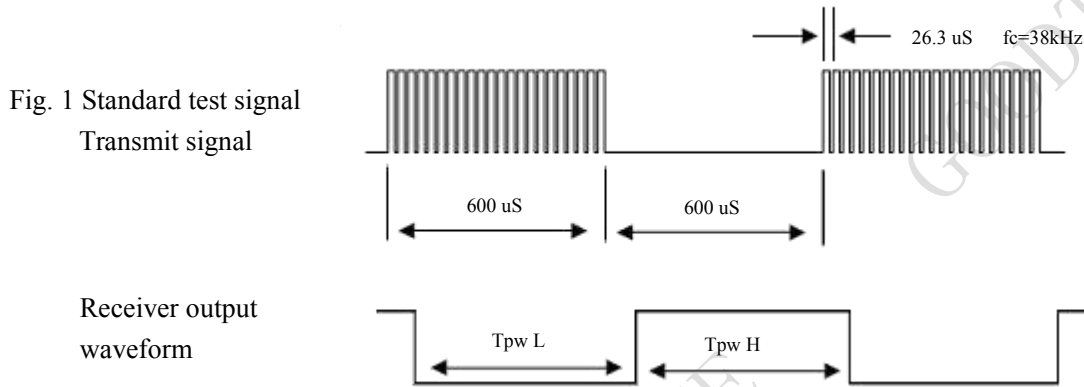 26.3 uS fc=38kHz
Fig. 1 Standard test signal
Transmit signal
600 uS 600 uS
Receiver output
waveform
Tpw L Tpw H